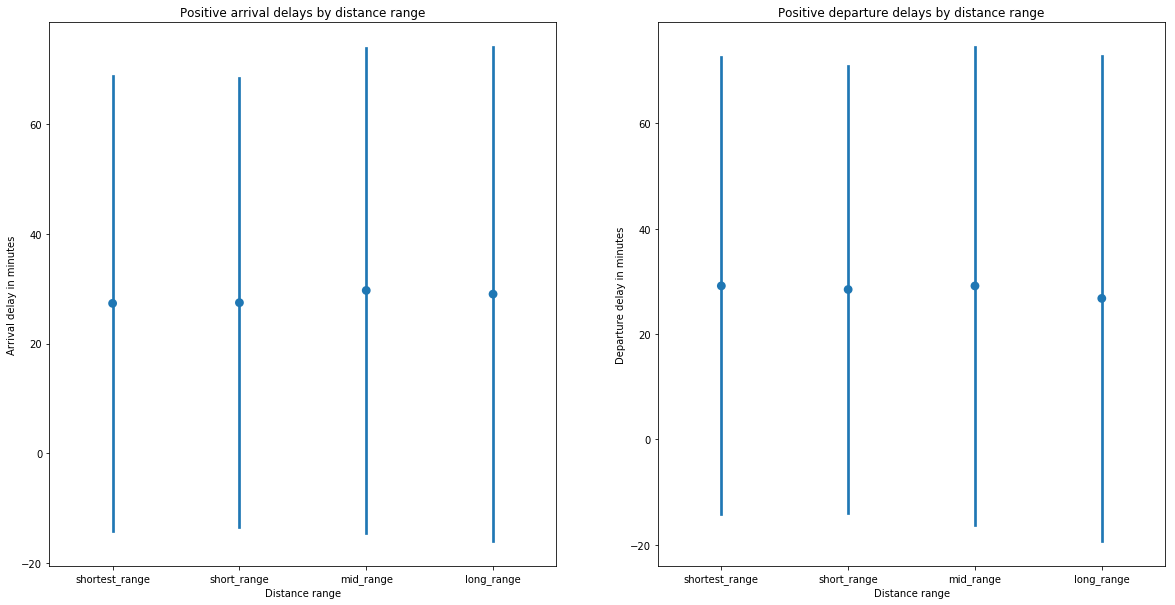 Positive arrival delays by distance range
Arrival delay in minutes
60
40
20
0
−20
shortest_range short_range mid_range long_range
Distance range
Positive departure delays by distance range
Departure delay in minutes
60
40
20
0
−20
shortest_range short_range mid_range long_range
Distance range